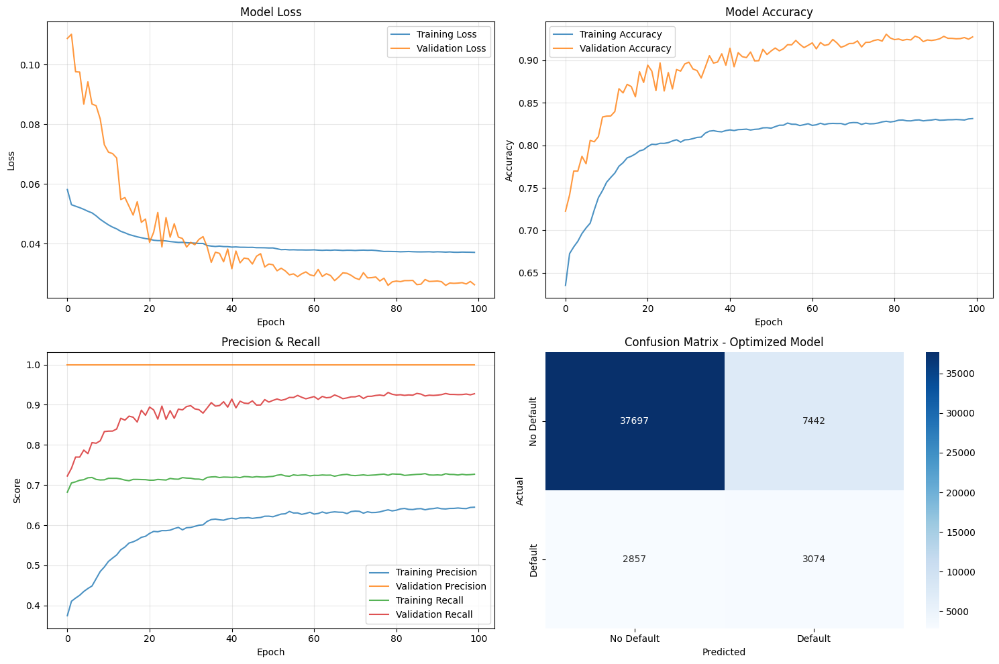 Model Loss
Training Loss
Validation Loss
0.10
0.08
0.06
0.04
Loss
0 20 40 60 80 100
Epoch
Model Accuracy
Training Accuracy
Validation Accuracy
0.90
0.85
0.80
0.75
0.70
0.65
Accuracy
0 20 40 60 80 100
Epoch
Precision & Recall
1.0
0.9
0.8
0.7
0.6
0.5
0.4
Score
Training Precision
Validation Precision
Training Recall
Validation Recall
0 20 40 60 80 100
Epoch
Confusion Matrix - Optimized Model
Actual
No Default
37697 7442
Default
2857 3074
No Default Default
Predicted
35000
30000
25000
20000
15000
10000
5000